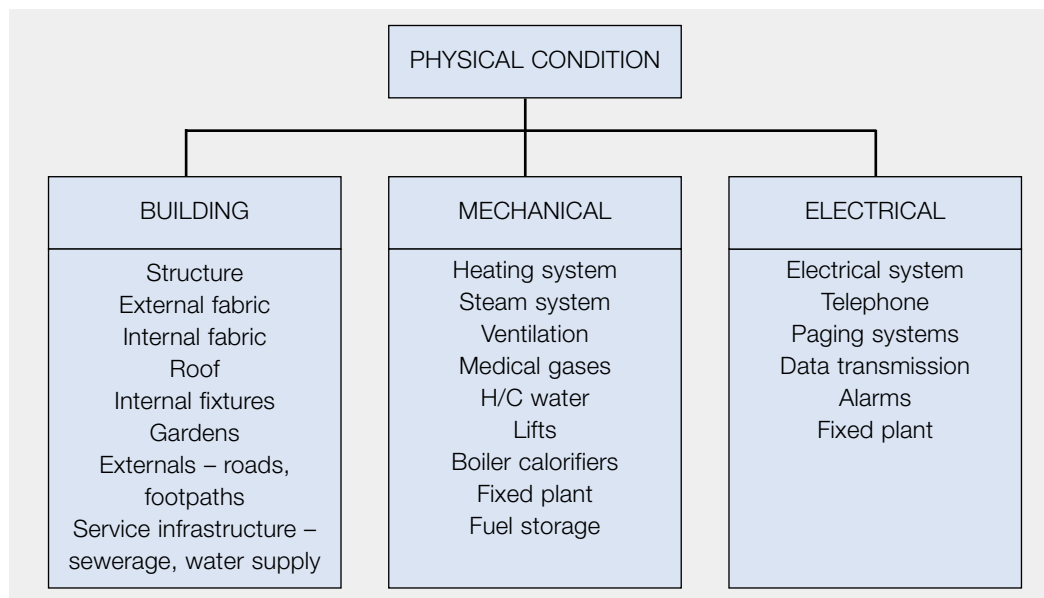 PHYSICAL CONDITION
BUILDING
Structure
External fabric
Internal fabric
Roof
Internal fixtures
Gardens
Externals – roads,
footpaths
Service infrastructure –
sewerage, water supply
MECHANICAL
Heating system
Steam system
Ventilation
Medical gases
H/C water
Lifts
Boiler calorifiers
Fixed plant
Fuel storage
ELECTRICAL
Electrical system
Telephone
Paging systems
Data transmission
Alarms
Fixed plant